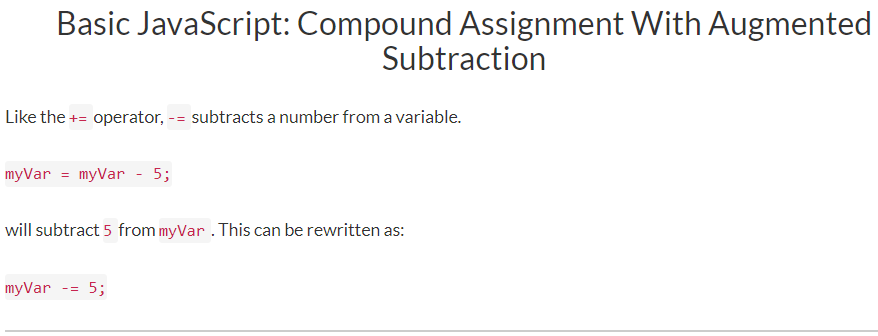 Basic JavaScript: Compound Assignment With Augmented
Subtraction
Like the += operator, -= subtracts a number from a variable.
myVar = myVar - 5;
will subtract 5 from myVar . This can be rewritten as:
myVar -= 5;